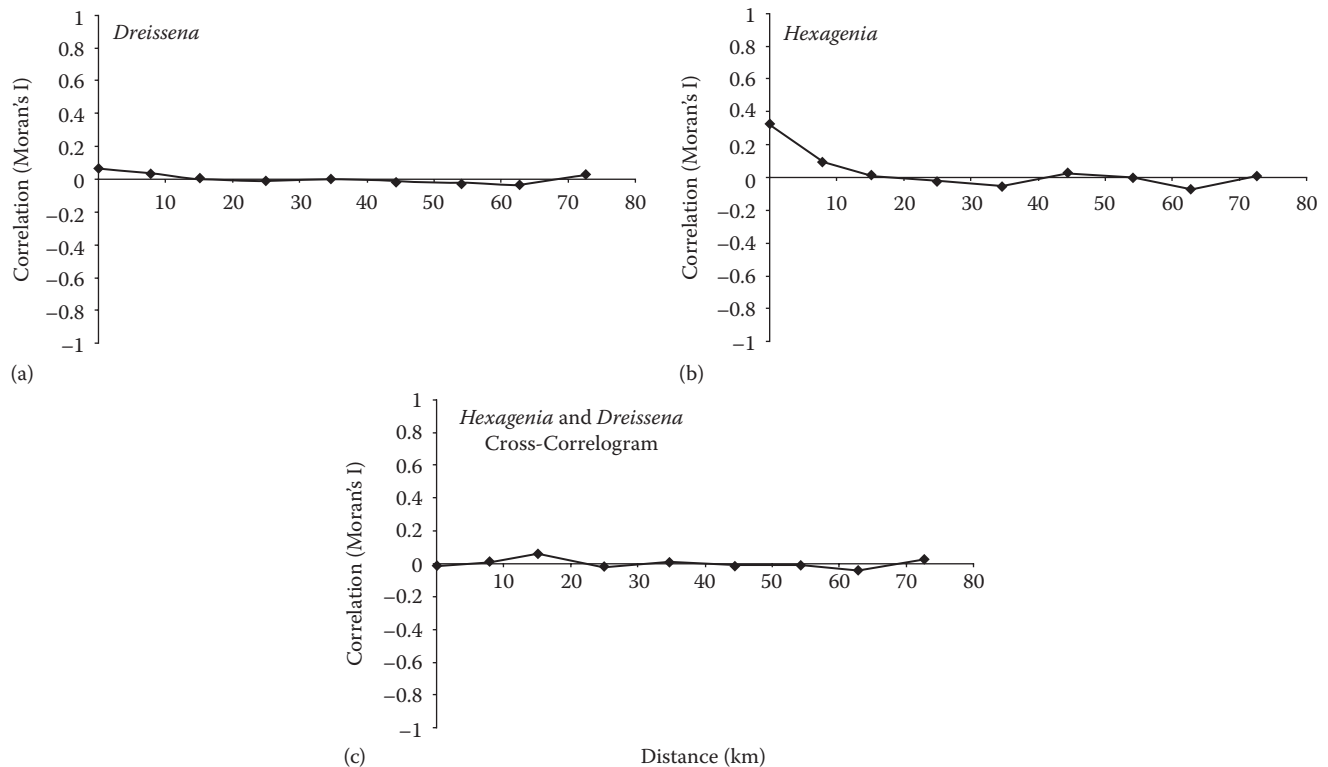 Dreissena
Correlation (Moran's I)
1
0.8
0.6
0.4
0.2
0
−0.2
−0.4
−0.6
−0.8
−1
10 20 30 40 50 60 70 80
(a)
Hexagenia
Correlation (Moran's I)
1
0.8
0.6
0.4
0.2
0
−0.2
−0.4
−0.6
−0.8
−1
10 20 30 40 50 60 70 80
(b)
Hexagenia and Dreissena
Cross-Correlogram
Correlation (Moran's I)
1
0.8
0.6
0.4
0.2
0
−0.2
−0.4
−0.6
−0.8
−1
10 20 30 40 50 60 70 80
(c)
Distance (km)